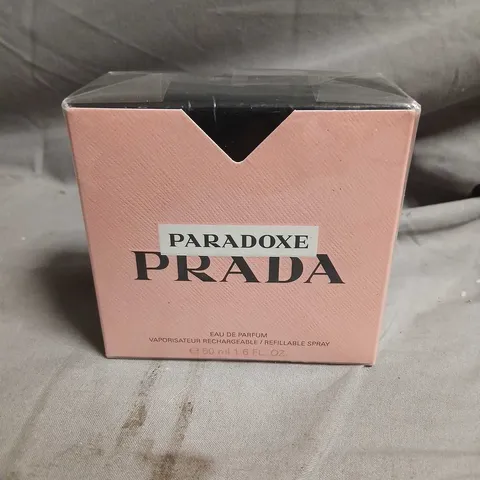 PARADOXE
PRADA
EAU DE PARFUM
VAPORISATEUR RECHARGEABLE / REFILLABLE SPRAY
℮ 50 ml 1.6 FL. OZ.